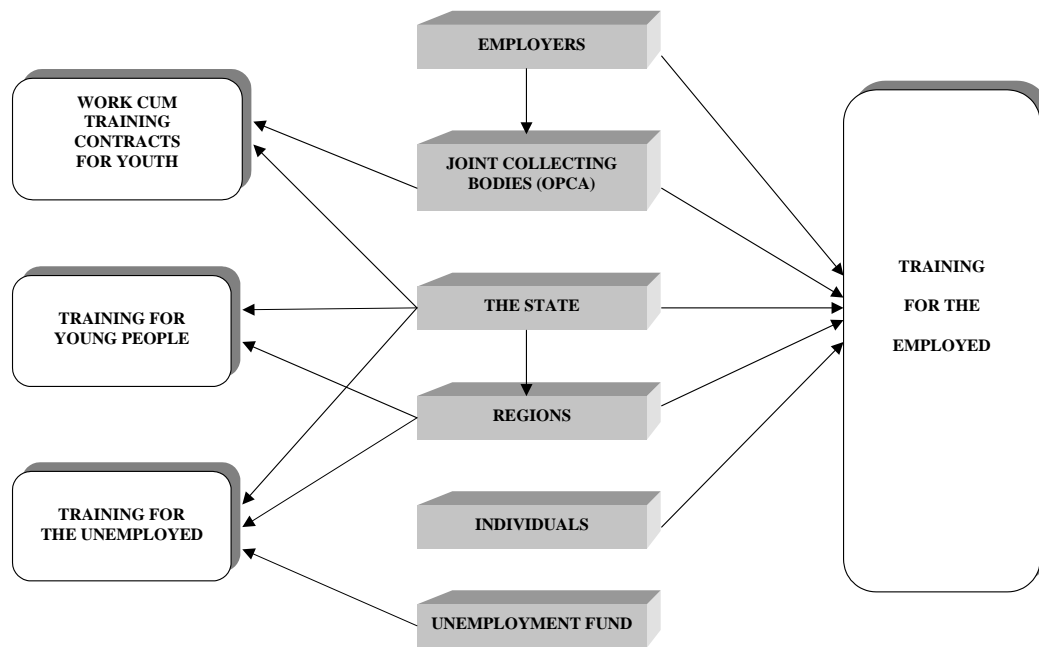 EMPLOYERS
WORK CUM
TRAINING
CONTRACTS
FOR YOUTH
JOINT COLLECTING
BODIES (OPCA)
TRAINING
FOR THE
EMPLOYED
THE STATE
TRAINING FOR
YOUNG PEOPLE
REGIONS
TRAINING FOR
THE UNEMPLOYED
INDIVIDUALS
UNEMPLOYMENT FUND